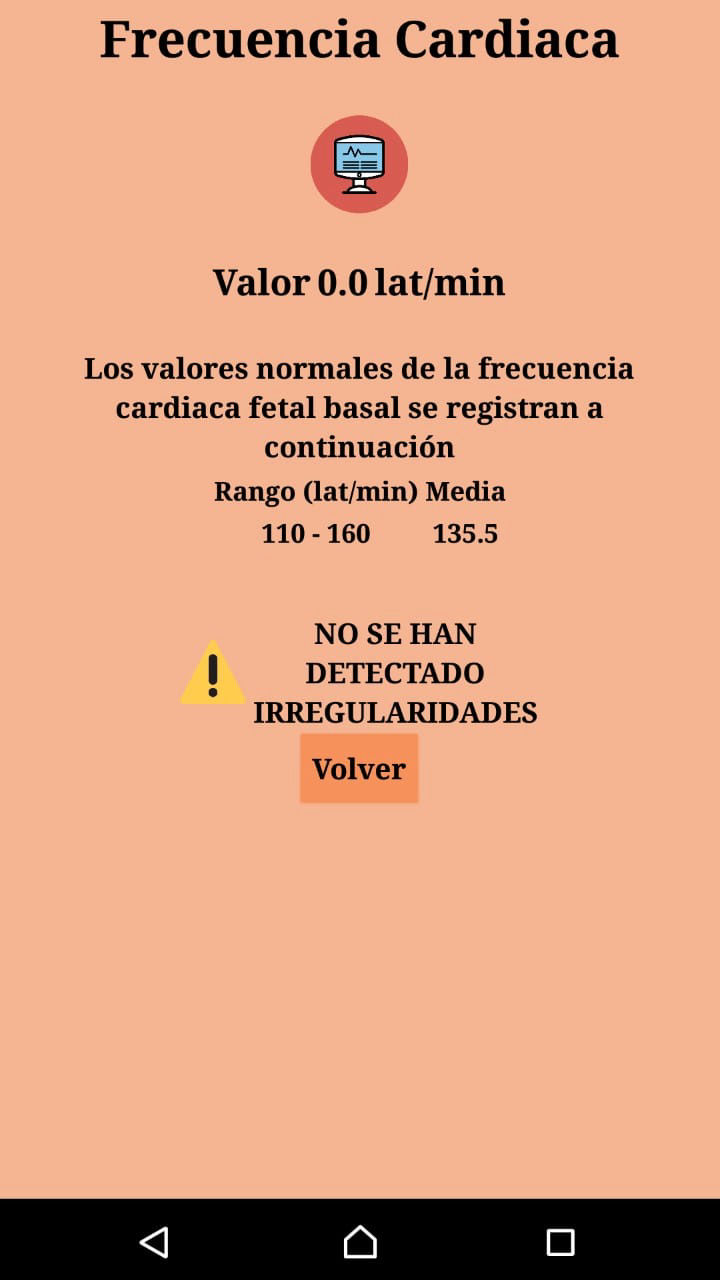 Frecuencia Cardiaca
Valor 0.0 lat/min
Los valores normales de la frecuencia
cardiaca fetal basal se registran a
continuación
Rango (lat/min) Media
110 - 160 135.5
NO SE HAN
DETECTADO
IRREGULARIDADES
Volver